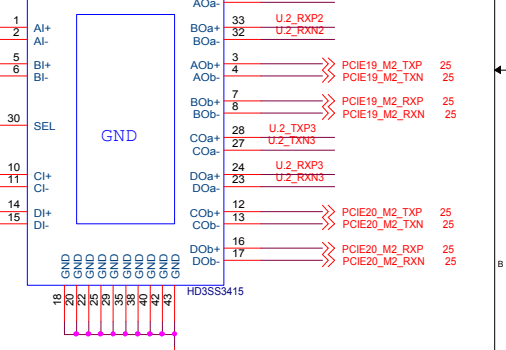 AOa-
1 AI+ BOa+ 33 U.2_RXP2
2 AI- BOa- 32 U.2_RXN2
5 BI+ AOb+ 3 PCIE19_M2_TXP 25
6 BI- AOb- 4 PCIE19_M2_TXN 25
BOb+ 7 PCIE19_M2_RXP 25
BOb- 8 PCIE19_M2_RXN 25
30 SEL
GND
COa+ 28 U.2_TXP3
COa- 27 U.2_TXN3
10 CI+ DOa+ 24 U.2_RXP3
11 CI- DOa- 23 U.2_RXN3
14 DI+ COb+ 12 PCIE20_M2_TXP 25
15 DI- COb- 13 PCIE20_M2_TXN 25
DOb+ 16 PCIE20_M2_RXP 25
DOb- 17 PCIE20_M2_RXN 25
GND GND GND GND GND GND GND GND GND GND
B
HD3SS3415
18 20 22 25 29 35 38 40 42 43